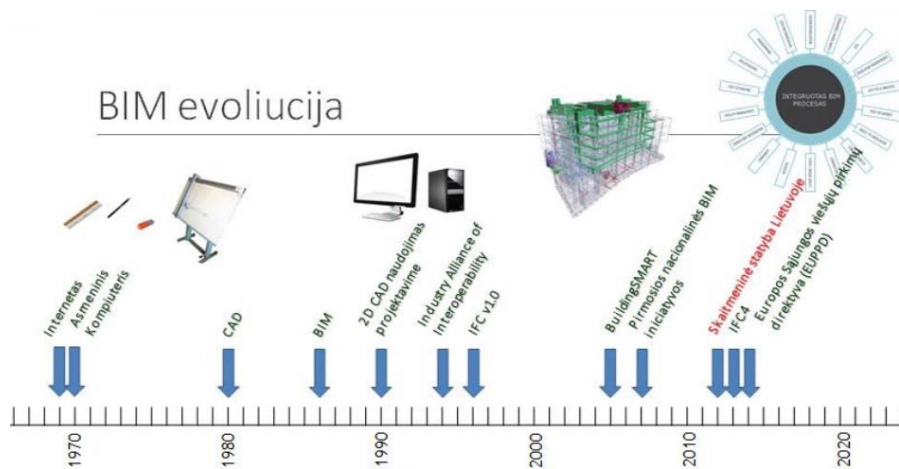 BIM evoliucija
INTEGRUOTAS BIM
PROCESAS
Internetas
Asmeninis
Kompiuteris
CAD
BIM
2D CAD naudojimas
projektavime
Industry Alliance of
Interoperability
IFC v1.0
BuildingSMART
Pirmosios nacionalinės BIM
iniciatyvos
Skaitmeninė statyba Lietuvoje
IFC4
Europos Sąjungos viešųjų pirkimų
direktyva (EUPPD)
1970
1980
1990
2000
2010
2020